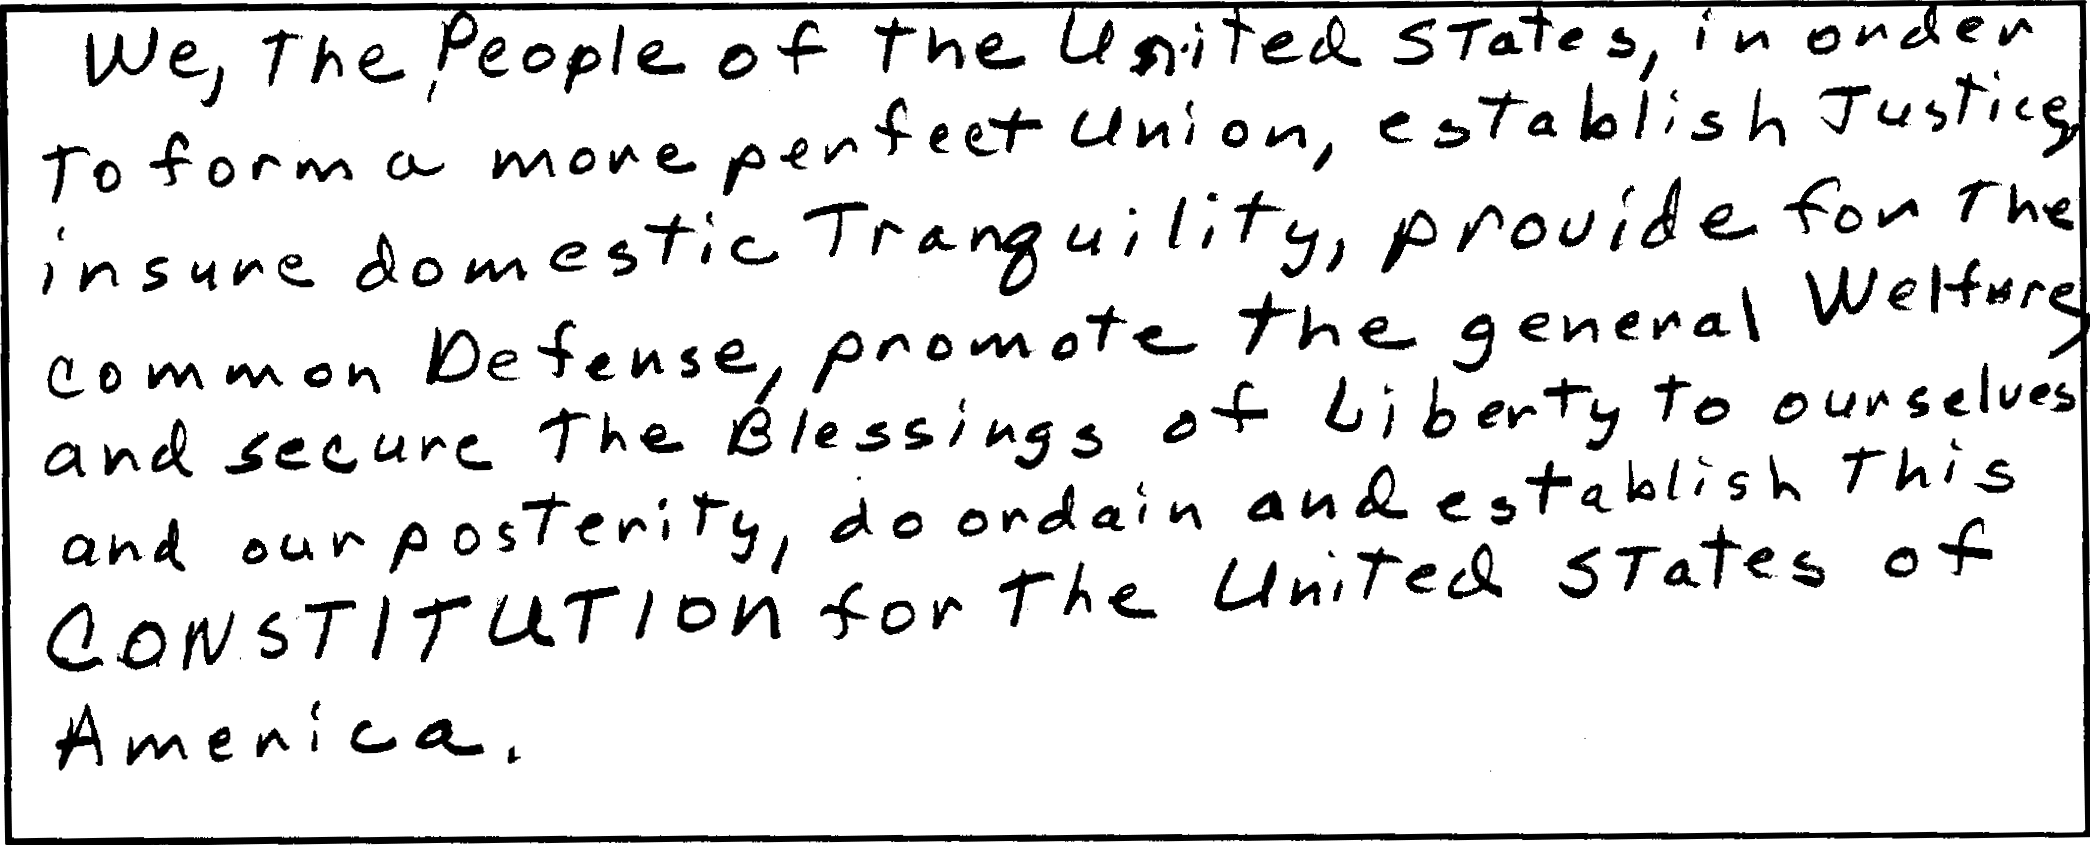 We, the People of the United States, in order
to form a more perfect Union, establish Justice,
insure domestic Tranquility, provide for the
common Defense, promote the general Welfare,
and secure the Blessings of Liberty to ourselves
and our posterity, do ordain and establish this
CONSTITUTION for the United States of
America.